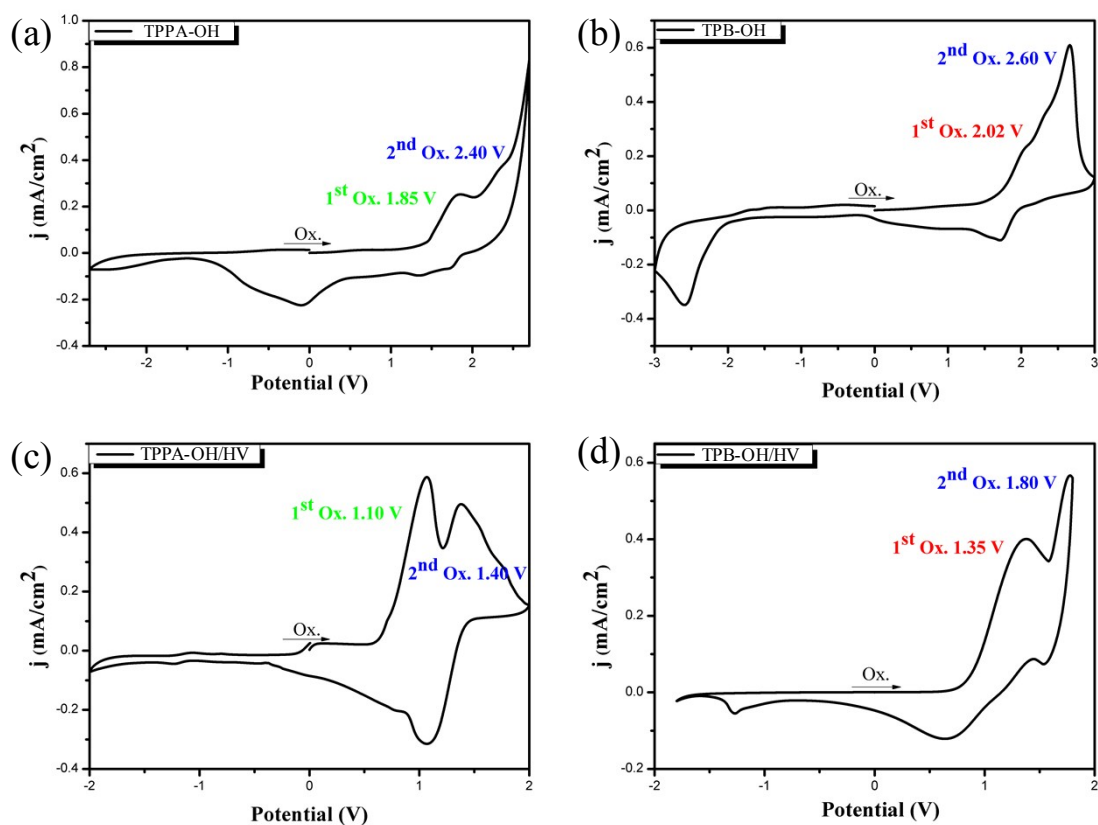 (a)
TPPA-OH
2nd Ox. 2.40 V
1st Ox. 1.85 V
Ox.
j (mA/cm2)
1.0
0.8
0.6
0.4
0.2
0.0
-0.2
-0.4
-2
-1
0
1
2
Potential (V)
(b)
TPB-OH
2nd Ox. 2.60 V
1st Ox. 2.02 V
Ox.
j (mA/cm2)
0.6
0.4
0.2
0.0
-0.2
-0.4
-3
-2
-1
0
1
2
3
Potential (V)
(c)
TPPA-OH/HV
1st Ox. 1.10 V
2nd Ox. 1.40 V
Ox.
j (mA/cm2)
0.6
0.4
0.2
0.0
-0.2
-0.4
-2
-1
0
1
2
Potential (V)
(d)
TPB-OH/HV
2nd Ox. 1.80 V
1st Ox. 1.35 V
Ox.
j (mA/cm2)
0.6
0.4
0.2
0.0
-0.2
-2
-1
0
1
2
Potential (V)